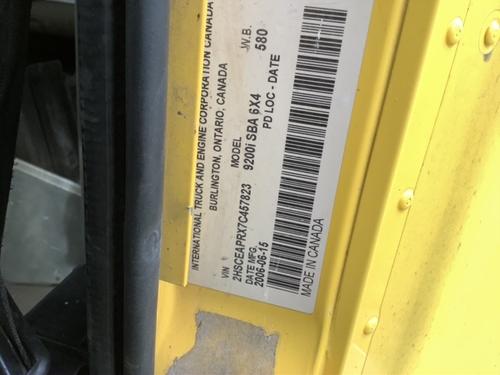 INTERNATIONAL TRUCK AND ENGINE CORPORATION CANADA
BURLINGTON, ONTARIO, CANADA
VIN
2HSCEAPRX7C457823
MODEL
9200i SBA 6X4
W.B.
580
DATE MFG.
2006-06-15
PD LOC - DATE
MADE IN CANADA